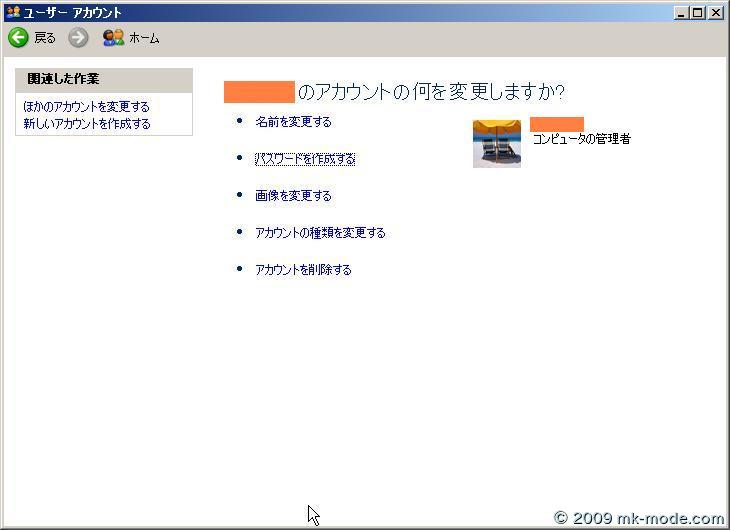 ユーザー アカウント
戻る
ホーム
関連した作業
ほかのアカウントを変更する
新しいアカウントを作成する
のアカウントの何を変更しますか?
名前を変更する
コンピュータの管理者
パスワードを作成する
画像を変更する
アカウントの種類を変更する
アカウントを削除する
© 2009 mk-mode.com